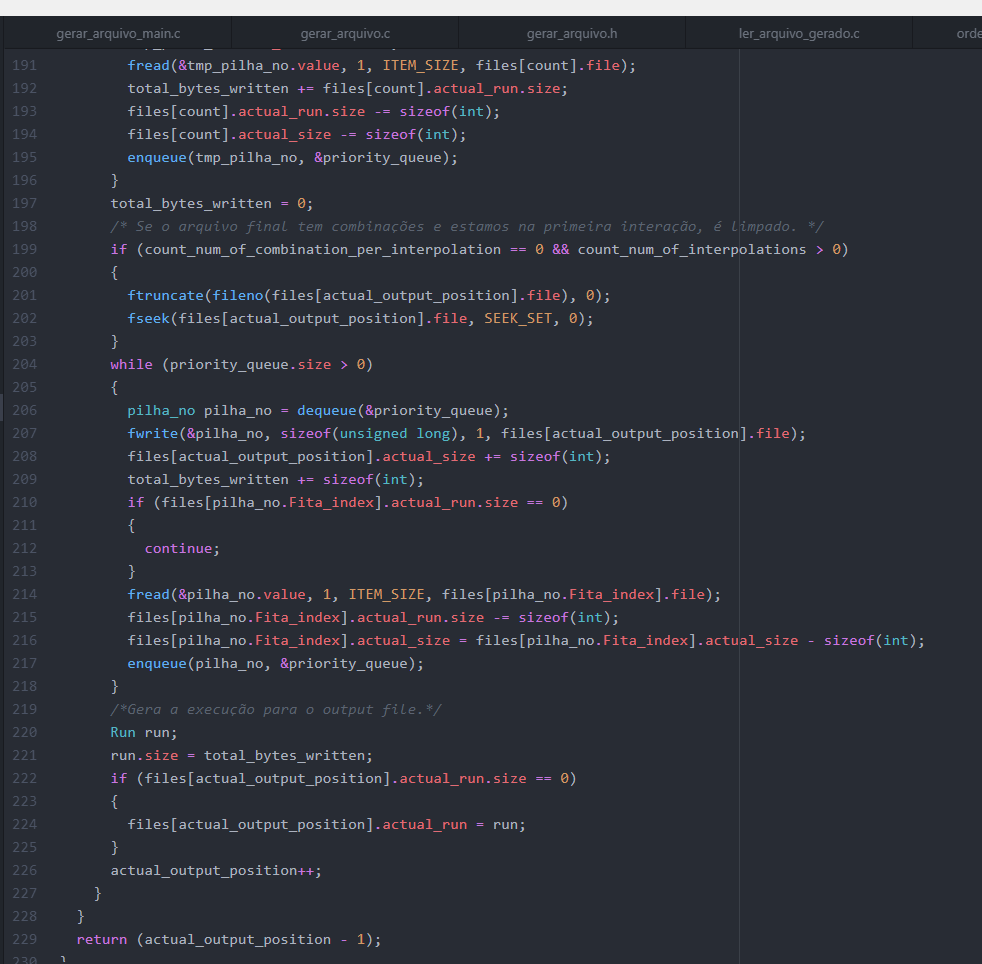 gerar_arquivo_main.c gerar_arquivo.c gerar_arquivo.h ler_arquivo_gerado.c orde
191 fread(&tmp_pilha_no.value, 1, ITEM_SIZE, files[count].file);
192 total_bytes_written += files[count].actual_run.size;
193 files[count].actual_run.size -= sizeof(int);
194 files[count].actual_size -= sizeof(int);
195 enqueue(tmp_pilha_no, &priority_queue);
196 }
197 total_bytes_written = 0;
198 /* Se o arquivo final tem combinações e estamos na primeira interação, é limpado. */
199 if (count_num_of_combination_per_interpolation == 0 && count_num_of_interpolations > 0)
200 {
201 ftruncate(fileno(files[actual_output_position].file), 0);
202 fseek(files[actual_output_position].file, SEEK_SET, 0);
203 }
204 while (priority_queue.size > 0)
205 {
206 pilha_no pilha_no = dequeue(&priority_queue);
207 fwrite(&pilha_no, sizeof(unsigned long), 1, files[actual_output_position].file);
208 files[actual_output_position].actual_size += sizeof(int);
209 total_bytes_written += sizeof(int);
210 if (files[pilha_no.Fita_index].actual_run.size == 0)
211 {
212 continue;
213 }
214 fread(&pilha_no.value, 1, ITEM_SIZE, files[pilha_no.Fita_index].file);
215 files[pilha_no.Fita_index].actual_run.size -= sizeof(int);
216 files[pilha_no.Fita_index].actual_size = files[pilha_no.Fita_index].actual_size - sizeof(int);
217 enqueue(pilha_no, &priority_queue);
218 }
219 /*Gera a execução para o output file.*/
220 Run run;
221 run.size = total_bytes_written;
222 if (files[actual_output_position].actual_run.size == 0)
223 {
224 files[actual_output_position].actual_run = run;
225 }
226 actual_output_position++;
227 }
228 }
229 return (actual_output_position - 1);
230 }